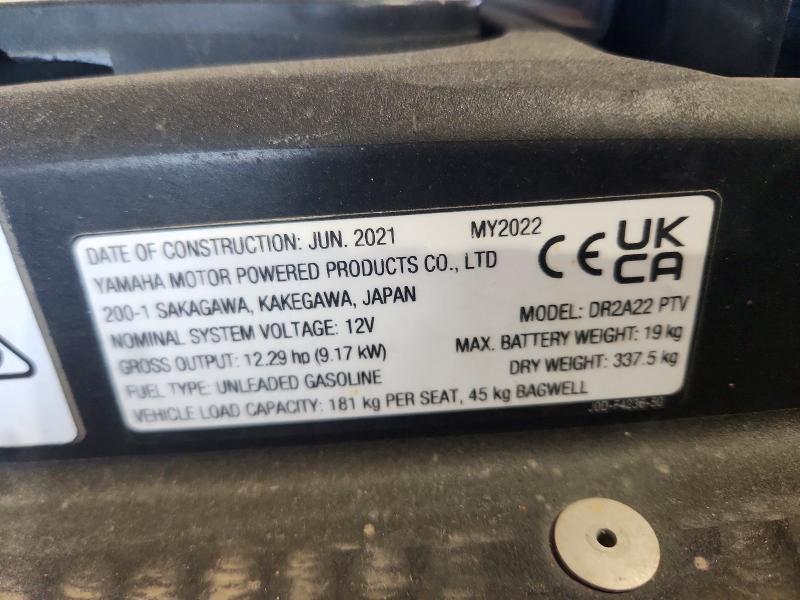 DATE OF CONSTRUCTION: JUN. 2021 MY2022
YAMAHA MOTOR POWERED PRODUCTS CO., LTD
200-1 SAKAGAWA, KAKEGAWA, JAPAN
NOMINAL SYSTEM VOLTAGE: 12V
GROSS OUTPUT: 12.29 hp (9.17 kW)
FUEL TYPE: UNLEADED GASOLINE
VEHICLE LOAD CAPACITY: 181 kg PER SEAT, 45 kg BAGWELL
CE UK
CA
MODEL: DR2A22 PTV
MAX. BATTERY WEIGHT: 19 kg
DRY WEIGHT: 337.5 kg